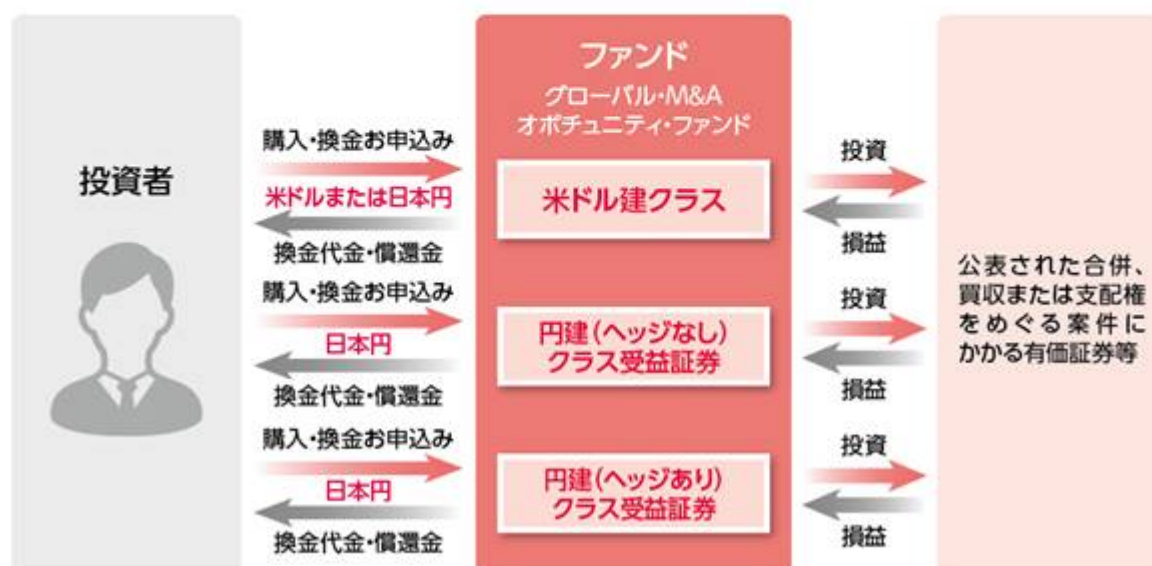 投資者
購入・換金お申込み
米ドルまたは日本円
換金代金・償還金
購入・換金お申込み
日本円
換金代金・償還金
購入・換金お申込み
日本円
換金代金・償還金
ファンド
グローバル・M&A
オポチュニティ・ファンド
米ドル建クラス
円建(ヘッジなし)
クラス受益証券
円建(ヘッジあり)
クラス受益証券
投資
損益
投資
損益
投資
損益
公表された合併、
買収または支配権
をめぐる案件に
かかる有価証券等